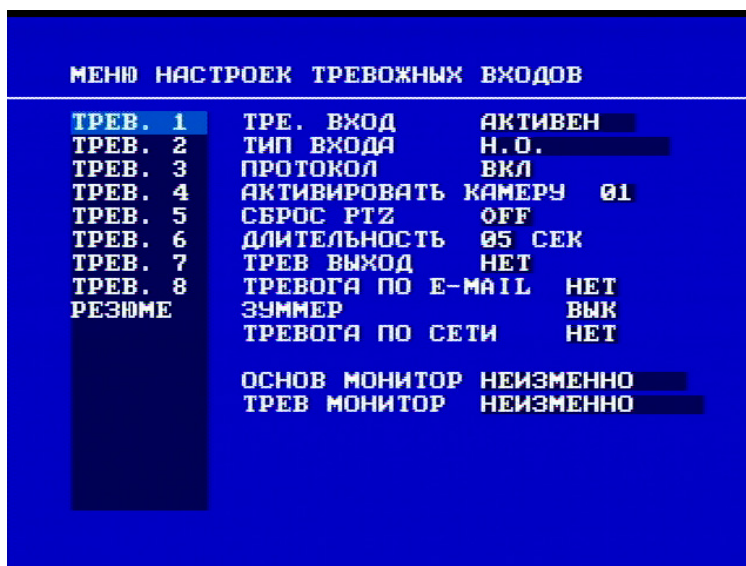 МЕНЮ НАСТРОЕК ТРЕВОЖНЫХ ВХОДОВ
ТРЕВ. 1 ТРЕ. ВХОД АКТИВЕН
ТРЕВ. 2 ТИП ВХОДА Н.О.
ТРЕВ. 3 ПРОТОКОЛ ВКЛ
ТРЕВ. 4 АКТИВИРОВАТЬ КАМЕРУ 01
ТРЕВ. 5 СБРОС PTZ OFF
ТРЕВ. 6 ДЛИТЕЛЬНОСТЬ 05 СЕК
ТРЕВ. 7 ТРЕВ ВЫХОД НЕТ
ТРЕВ. 8 ТРЕВОГА ПО E-MAIL НЕТ
РЕЗЮМЕ ЗУММЕР ВЫК
ТРЕВОГА ПО СЕТИ НЕТ
ОСНОВ МОНИТОР НЕИЗМЕННО
ТРЕВ МОНИТОР НЕИЗМЕННО